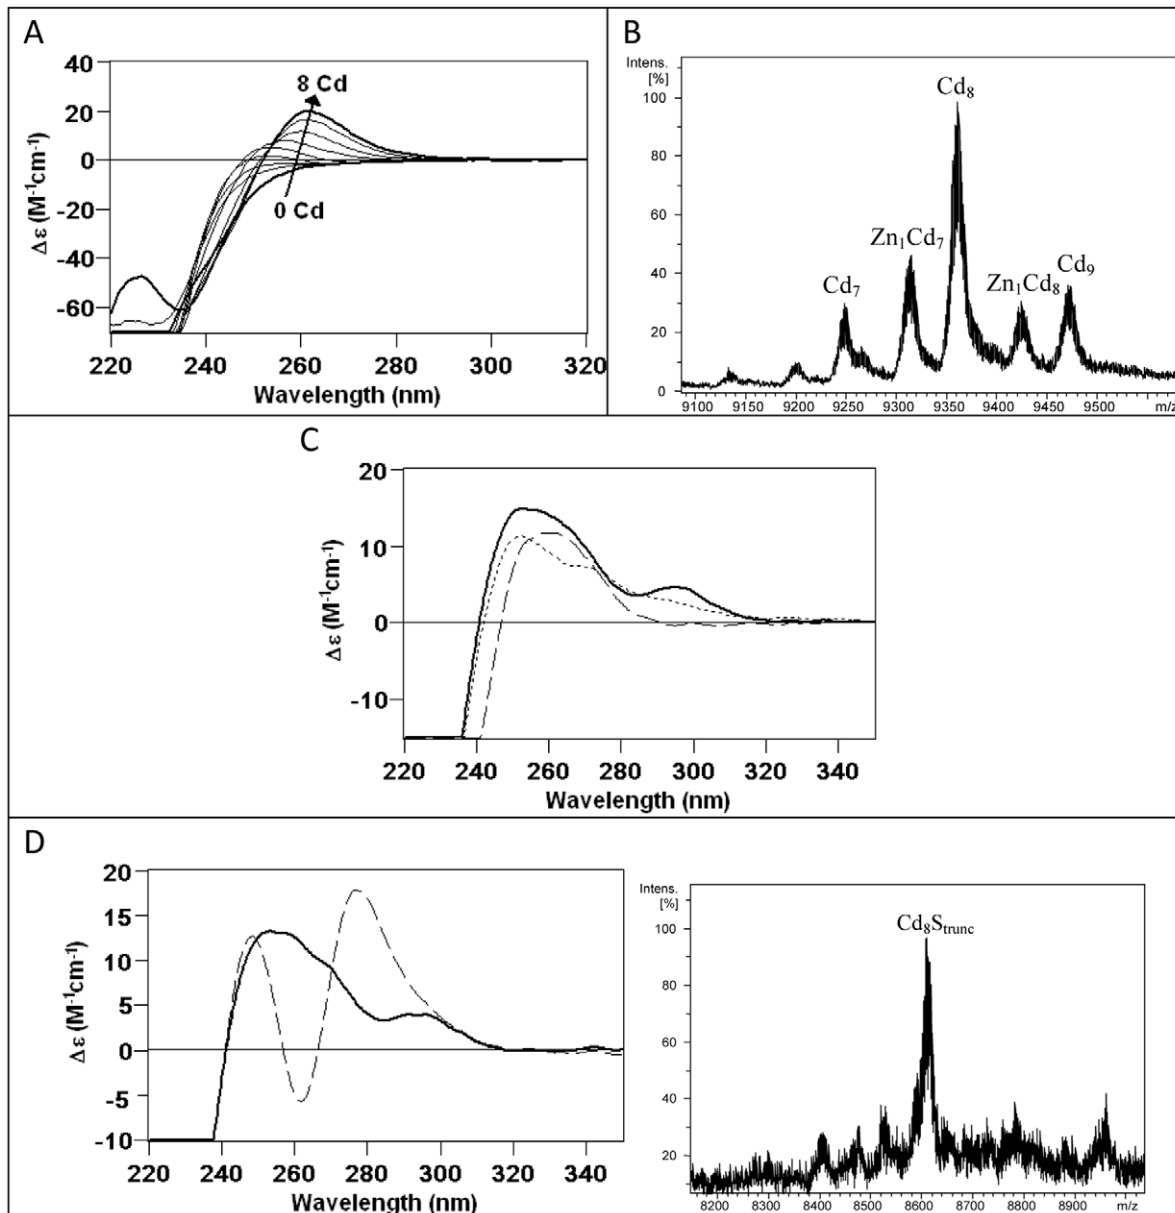 A
40
20
0
-20
-40
-60
Δε (M⁻¹cm⁻¹)
8 Cd
0 Cd
220 240 260 280 300 320
Wavelength (nm)
B
Intens.
[%]
100
80
60
40
20
0
Cd₇
Zn₁Cd₇
Cd₈
Zn₁Cd₈
Cd₉
9100 9150 9200 9250 9300 9350 9400 9450 9500 m/z
C
20
10
0
-10
Δε (M⁻¹cm⁻¹)
220 240 260 280 300 320 340
Wavelength (nm)
D
20
15
10
5
0
-5
-10
Δε (M⁻¹cm⁻¹)
220 240 260 280 300 320 340
Wavelength (nm)
Intens.
[%]
100
80
60
40
20
Cd₈Strunc
8200 8300 8400 8500 8600 8700 8800 8900 m/z